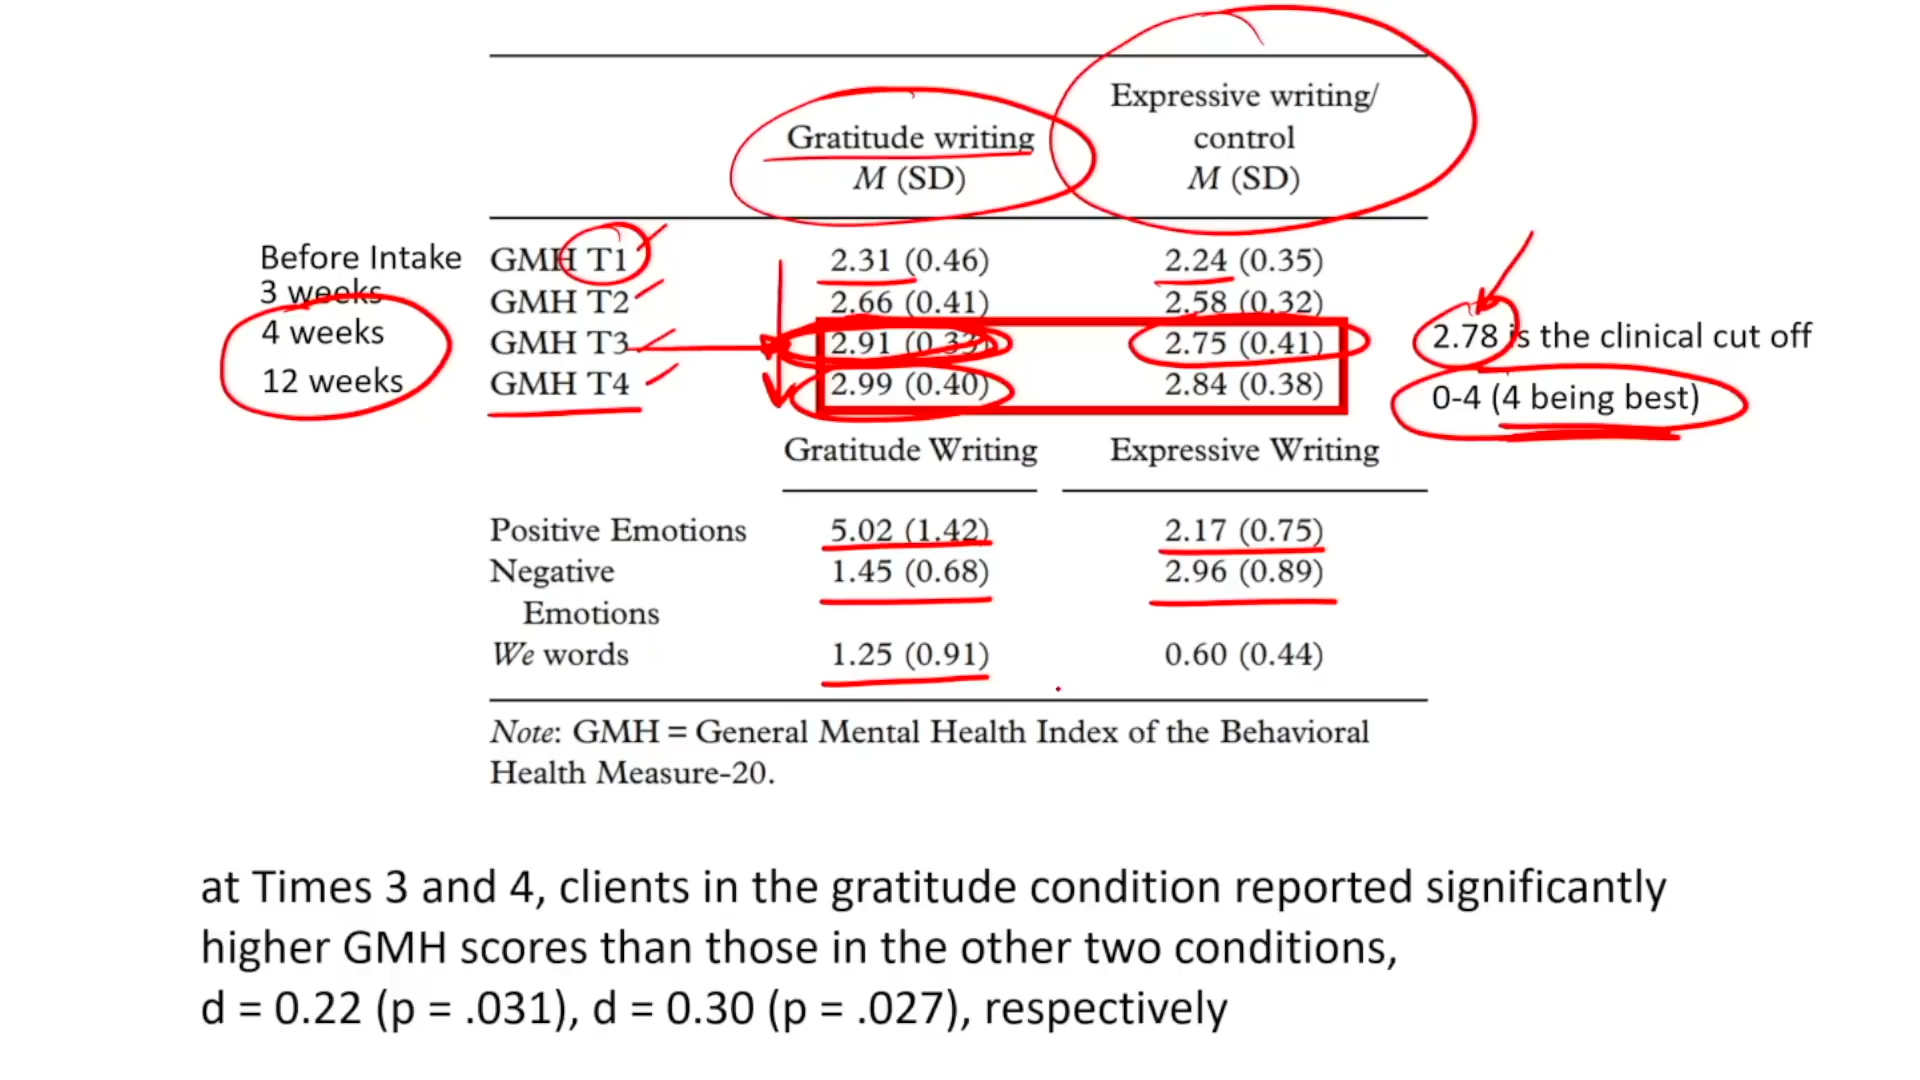 Expressive writing/
Gratitude writing control
M (SD) M (SD)
Before Intake GMH T1 2.31 (0.46) 2.24 (0.35)
3 weeks GMH T2 2.66 (0.41) 2.58 (0.32)
4 weeks GMH T3 2.91 (0.33) 2.75 (0.41) 2.78 is the clinical cut off
12 weeks GMH T4 2.99 (0.40) 2.84 (0.38) 0-4 (4 being best)
Gratitude Writing Expressive Writing
Positive Emotions 5.02 (1.42) 2.17 (0.75)
Negative 1.45 (0.68) 2.96 (0.89)
Emotions
We words 1.25 (0.91) 0.60 (0.44)
Note: GMH = General Mental Health Index of the Behavioral
Health Measure-20.
at Times 3 and 4, clients in the gratitude condition reported significantly
higher GMH scores than those in the other two conditions,
d = 0.22 (p = .031), d = 0.30 (p = .027), respectively